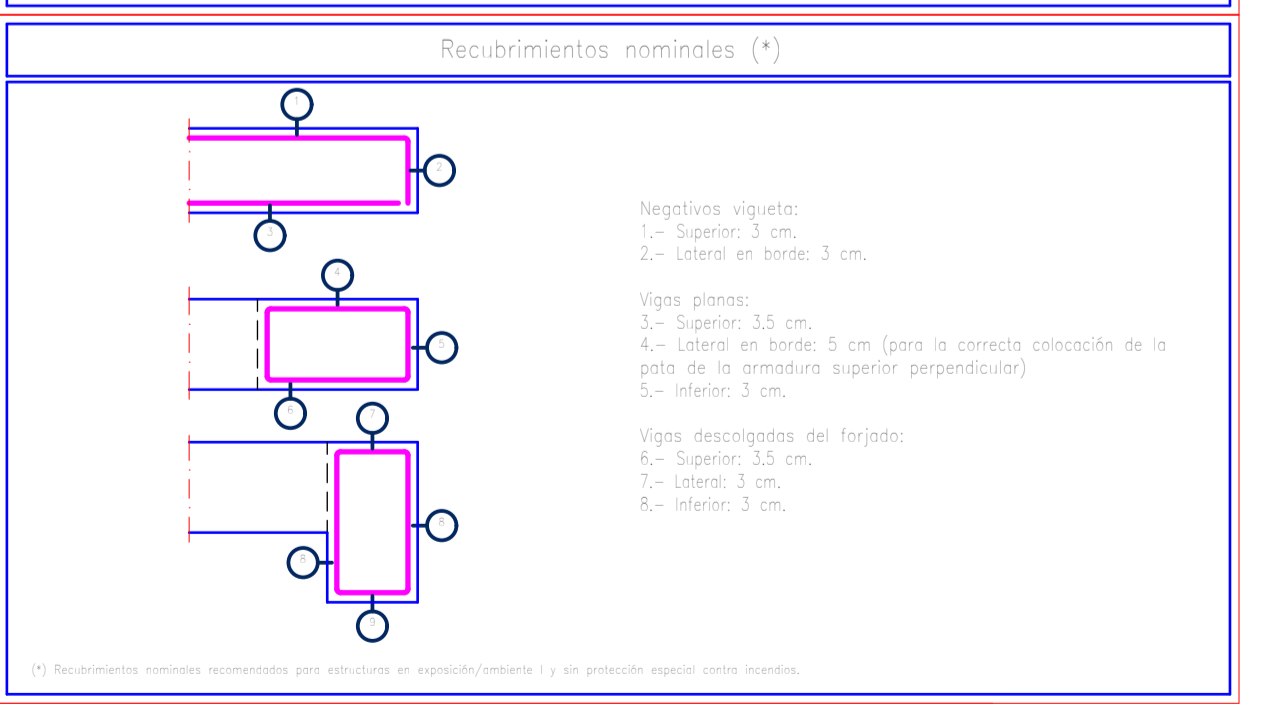 Recubrimientos nominales (*)
1
2
3
4
5
6
7
8
8
9
Negativos vigueta:
1.- Superior: 3 cm.
2.- Lateral en borde: 3 cm.
Vigas planas:
3.- Superior: 3.5 cm.
4.- Lateral en borde: 5 cm (para la correcta colocación de la
pata de la armadura superior perpendicular)
5.- Inferior: 3 cm.
Vigas descolgadas del forjado:
6.- Superior: 3.5 cm.
7.- Lateral: 3 cm.
8.- Inferior: 3 cm.
(*) Recubrimientos nominales recomendados para estructuras en exposición/ambiente I y sin protección especial contra incendios.